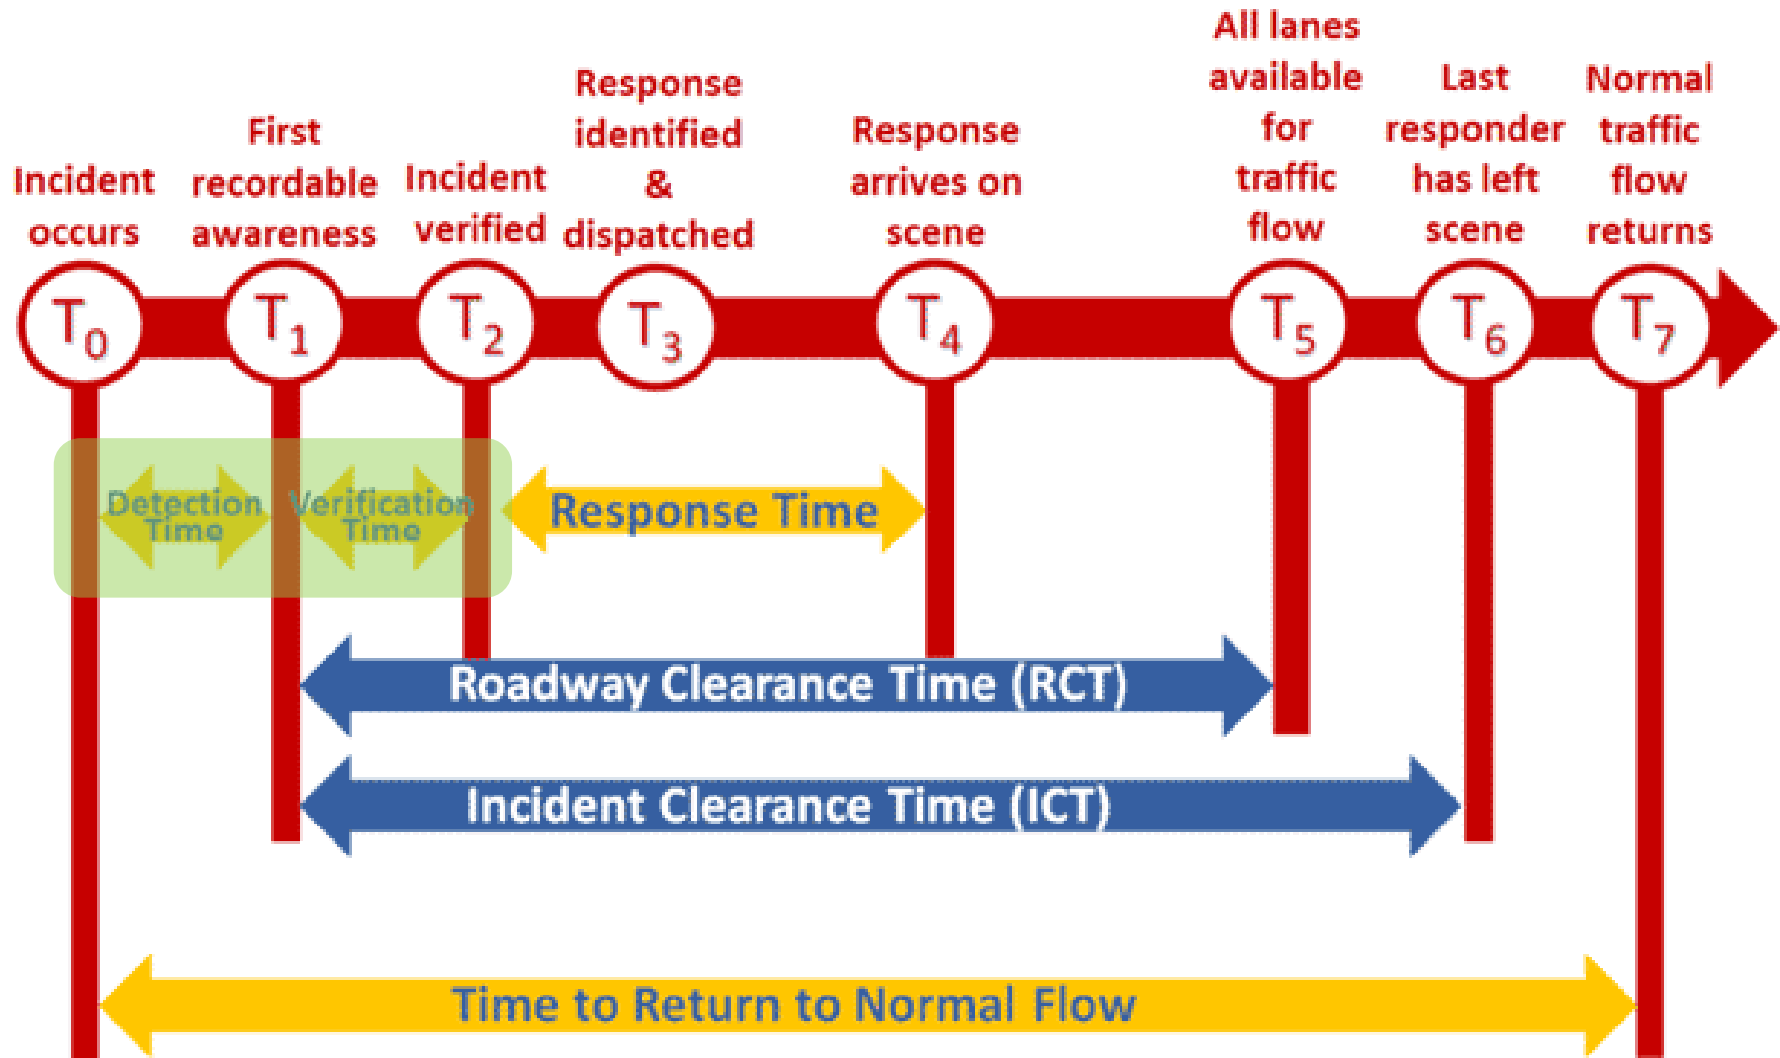 Incident
occurs
First
recordable
awareness
Incident
verified
Response
identified
&
dispatched
Response
arrives on
scene
All lanes
available
for
traffic
flow
Last
responder
has left
scene
Normal
traffic
flow
returns
T0
T1
T2
T3
T4
T5
T6
T7
Detection
Time
Verification
Time
Response Time
Roadway Clearance Time (RCT)
Incident Clearance Time (ICT)
Time to Return to Normal Flow